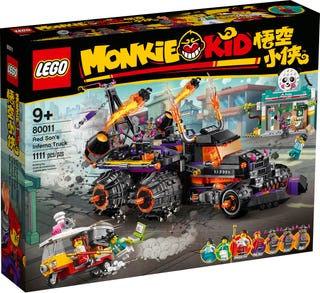 LEGO
MONKIE KID
悟空
小侠
9+
80011
Red Son's
Inferno Truck
1111 pcs/pzs